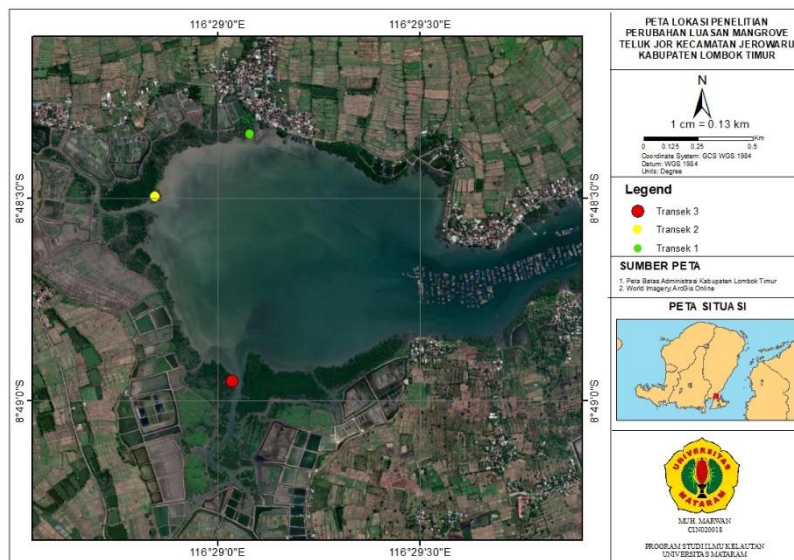 116°29'0"E
116°29'30"E
8°48'30"S
8°49'0"S
8°48'30"S
8°49'0"S
116°29'0"E
116°29'30"E
PETA LOKASI PENELITIAN
PERUBAHAN LUASAN MANGROVE
TELUK JOR KECAMATAN JEROWARU
KABUPATEN LOMBOK TIMUR
N
1 cm = 0.13 km
Km
0 0.125 0.25 0.5
Coordinate System: GCS WGS 1984
Datum: WGS 1984
Units: Degree
Legend
Transek 3
Transek 2
Transek 1
SUMBER PETA
1. Peta Batas Administrasi Kabupaten Lombok Timur
2. World Imagery, ArcGis Online
PETA SITUASI
UNIVERSITAS
MATARAM
MUH. MARWAN
C1N020018
PROGRAM STUDI ILMU KELAUTAN
UNIVERSITAS MATARAM